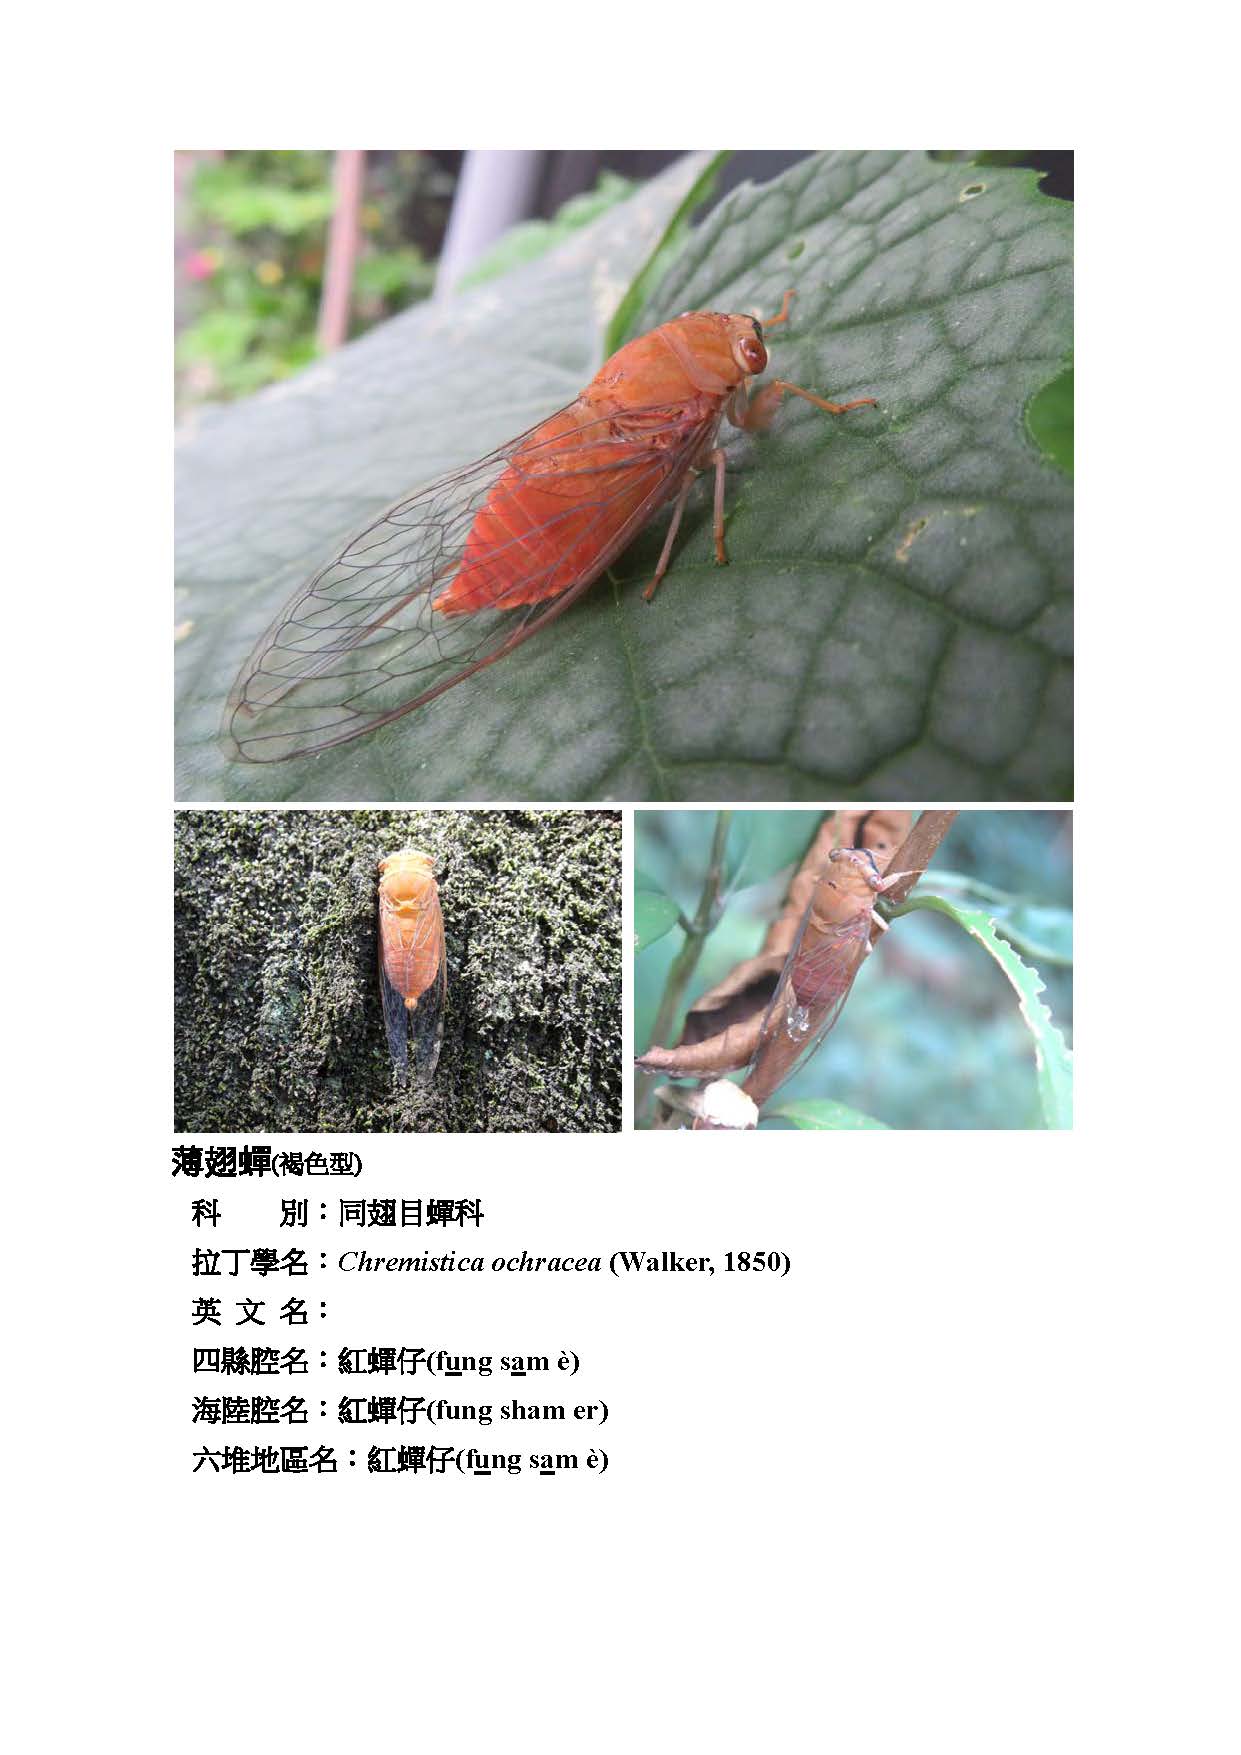 薄翅蟬(褐色型)
科　　別：同翅目蟬科
拉丁學名：Chremistica ochracea (Walker, 1850)
英 文 名：
四縣腔名：紅蟬仔(fung sam è)
海陸腔名：紅蟬仔(fung sham er)
六堆地區名：紅蟬仔(fung sam è)